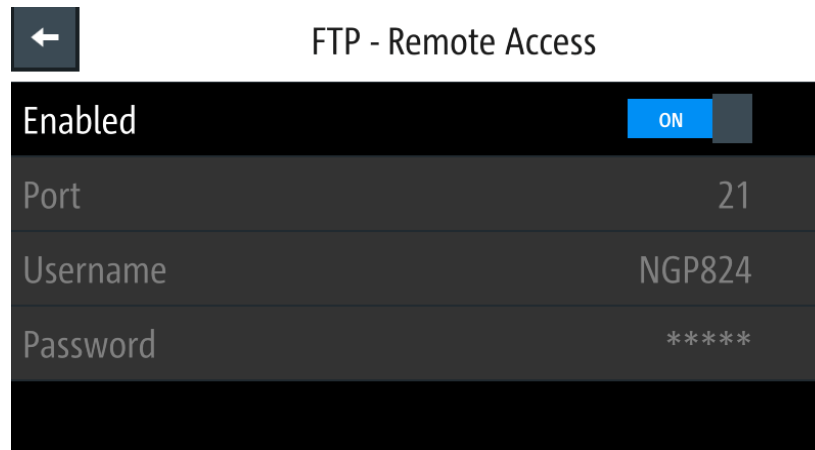 FTP - Remote Access
Enabled ON
Port 21
Username NGP824
Password *****